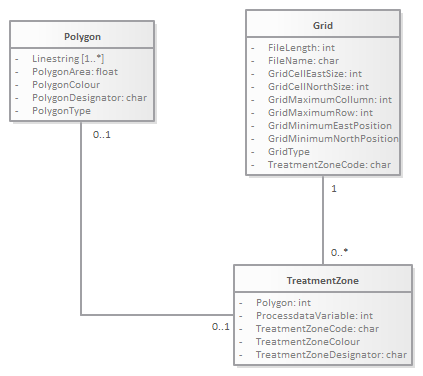 Polygon
- Linestring [1..*]
- PolygonArea: float
- PolygonColour
- PolygonDesignator: char
- PolygonType
Grid
- FileLength: int
- FileName: char
- GridCellEastSize: int
- GridCellNorthSize: int
- GridMaximumCollumn: int
- GridMaximumRow: int
- GridMinimumEastPosition
- GridMinimumNorthPosition
- GridType
- TreatmentZoneCode: char
0..1
1
0..*
0..1
TreatmentZone
- Polygon: int
- ProcessdataVariable: int
- TreatmentZoneCode: char
- TreatmentZoneColour
- TreatmentZoneDesignator: char